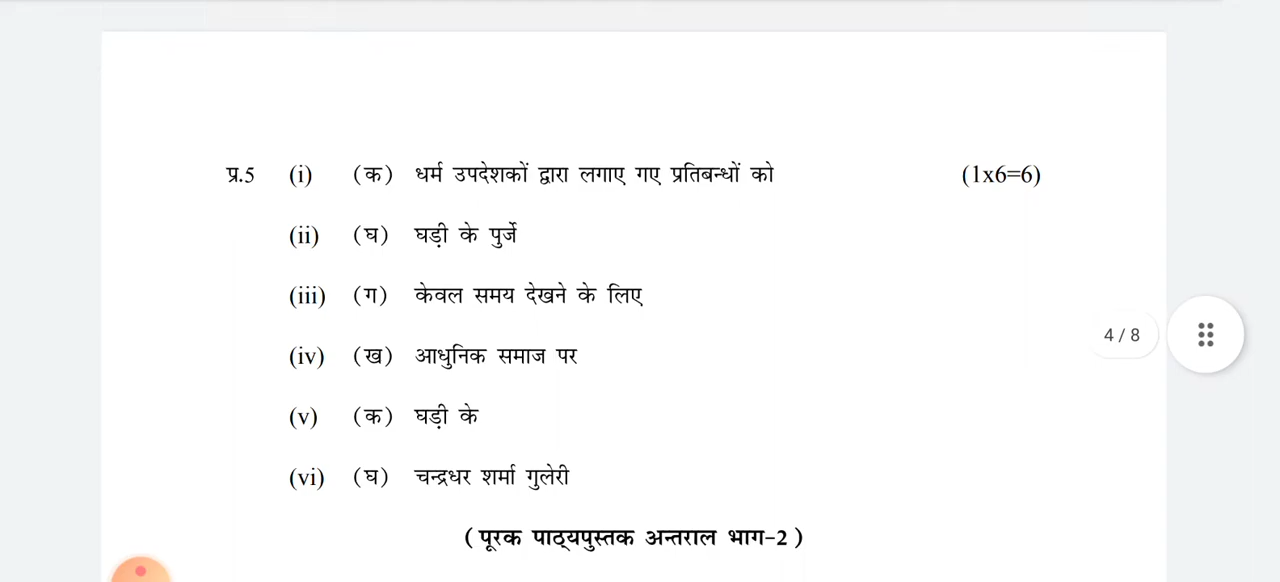 प्र.5 (i) (क) धर्म उपदेशकों द्वारा लगाए गए प्रतिबन्धों को (1x6=6)
(ii) (घ) घड़ी के पुर्जे
(iii) (ग) केवल समय देखने के लिए
4 / 8
(iv) (ख) आधुनिक समाज पर
(v) (क) घड़ी के
(vi) (घ) चन्द्रधर शर्मा गुलेरी
(पूरक पाठ्यपुस्तक अन्तराल भाग-2)